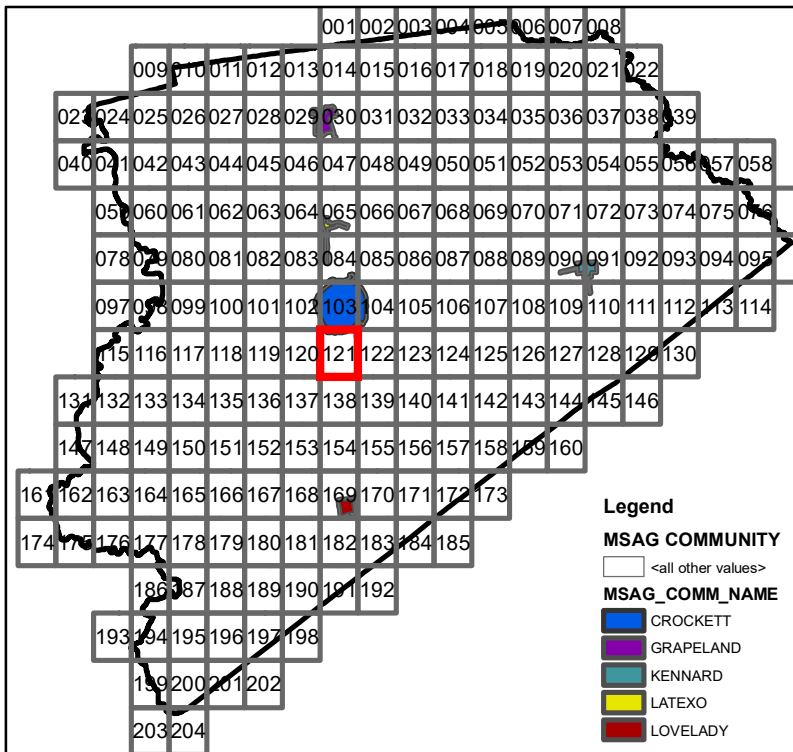 001 002 003 004 005 006 007 008
009 010 011 012 013 014 015 016 017 018 019 020 021 022
023 024 025 026 027 028 029 030 031 032 033 034 035 036 037 038 039
040 041 042 043 044 045 046 047 048 049 050 051 052 053 054 055 056 057 058
059 060 061 062 063 064 065 066 067 068 069 070 071 072 073 074 075 076
078 079 080 081 082 083 084 085 086 087 088 089 090 091 092 093 094 095
097 098 099 100 101 102 103 104 105 106 107 108 109 110 111 112 113 114
115 116 117 118 119 120 121 122 123 124 125 126 127 128 129 130
131 132 133 134 135 136 137 138 139 140 141 142 143 144 145 146
147 148 149 150 151 152 153 154 155 156 157 158 159 160
161 162 163 164 165 166 167 168 169 170 171 172 173
174 175 176 177 178 179 180 181 182 183 184 185
186 187 188 189 190 191 192
193 194 195 196 197 198
199 200 201 202
203 204
Legend
MSAG COMMUNITY
<all other values>
MSAG_COMM_NAME
CROCKETT
GRAPELAND
KENNARD
LATEXO
LOVELADY